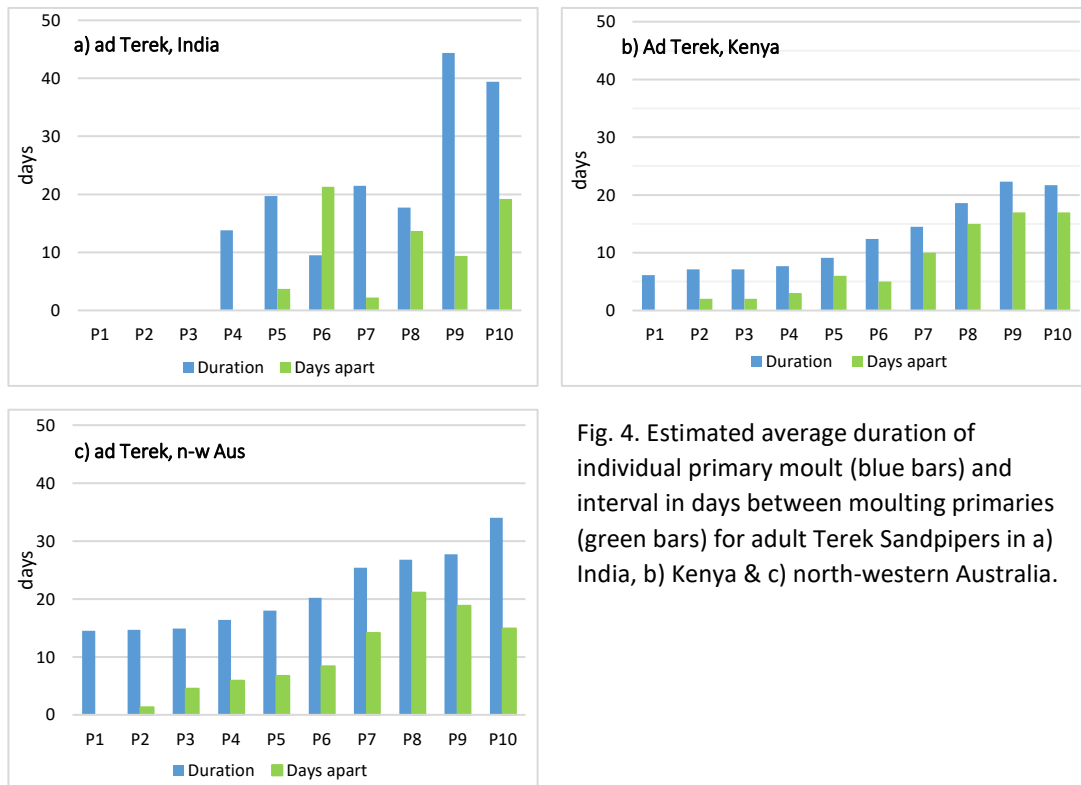 a) ad Terek, India
50
40
30
20
10
0
days
P1 P2 P3 P4 P5 P6 P7 P8 P9 P10
Duration Days apart
b) Ad Terek, Kenya
50
40
30
20
10
0
days
P1 P2 P3 P4 P5 P6 P7 P8 P9 P10
Duration Days apart
c) ad Terek, n-w Aus
50
40
30
20
10
0
days
P1 P2 P3 P4 P5 P6 P7 P8 P9 P10
Duration Days apart
Fig. 4. Estimated average duration of
individual primary moult (blue bars) and
interval in days between moulting primaries
(green bars) for adult Terek Sandpipers in a)
India, b) Kenya & c) north-western Australia.